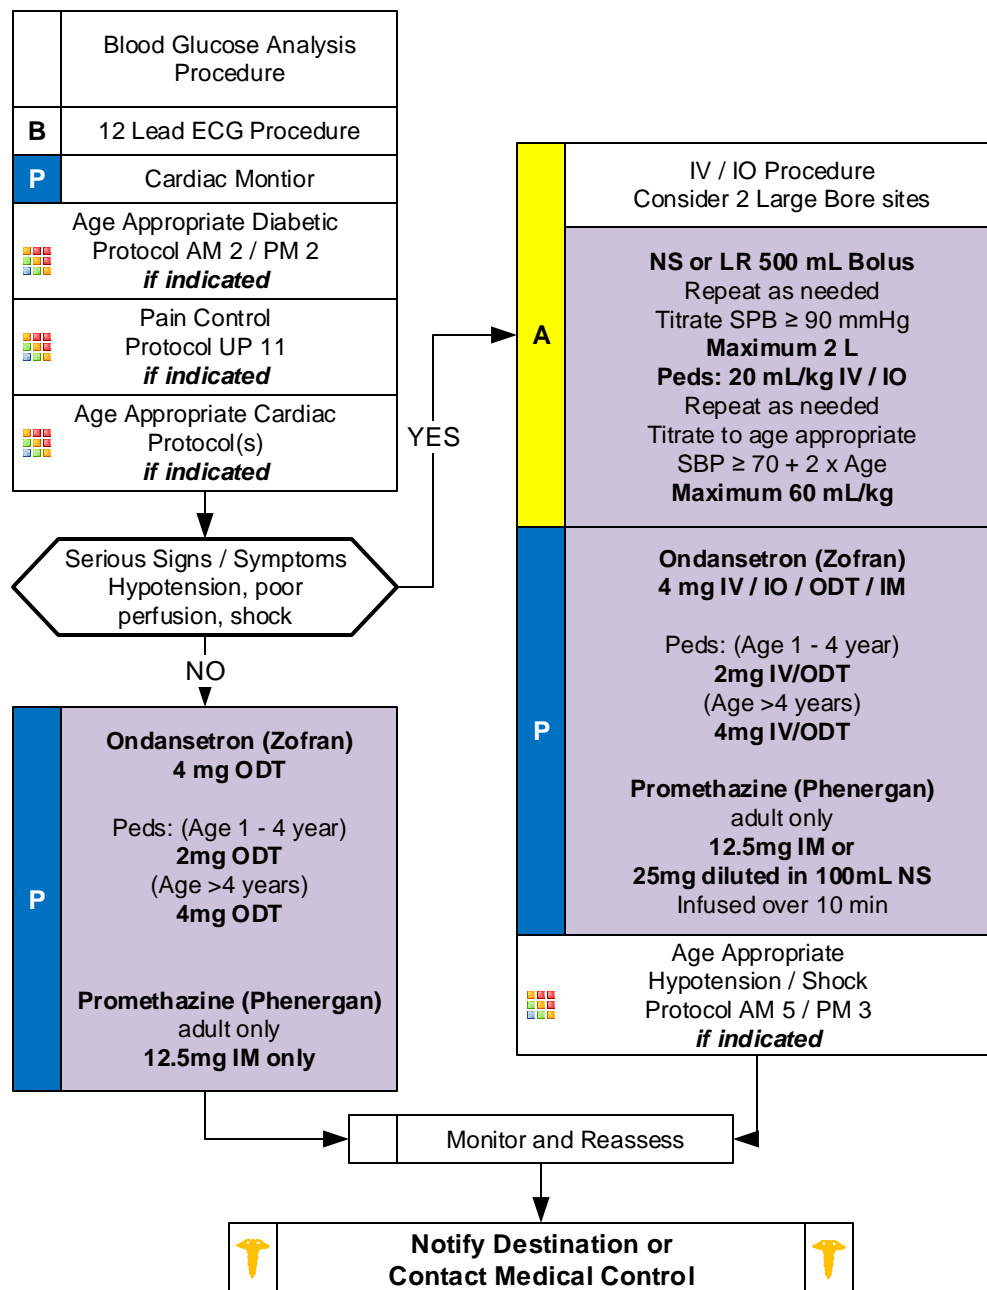 Blood Glucose Analysis
Procedure
B
12 Lead ECG Procedure
P
Cardiac Montior
Age Appropriate Diabetic
Protocol AM 2 / PM 2
if indicated
Pain Control
Protocol UP 11
if indicated
Age Appropriate Cardiac
Protocol(s)
if indicated
Serious Signs / Symptoms
Hypotension, poor
perfusion, shock
YES
NO
P
Ondansetron (Zofran)
4 mg ODT
Peds: (Age 1 - 4 year)
2mg ODT
(Age >4 years)
4mg ODT
Promethazine (Phenergan)
adult only
12.5mg IM only
A
IV / IO Procedure
Consider 2 Large Bore sites
NS or LR 500 mL Bolus
Repeat as needed
Titrate SPB ≥ 90 mmHg
Maximum 2 L
Peds: 20 mL/kg IV / IO
Repeat as needed
Titrate to age appropriate
SBP ≥ 70 + 2 x Age
Maximum 60 mL/kg
P
Ondansetron (Zofran)
4 mg IV / IO / ODT / IM
Peds: (Age 1 - 4 year)
2mg IV/ODT
(Age >4 years)
4mg IV/ODT
Promethazine (Phenergan)
adult only
12.5mg IM or
25mg diluted in 100mL NS
Infused over 10 min
Age Appropriate
Hypotension / Shock
Protocol AM 5 / PM 3
if indicated
Monitor and Reassess
Notify Destination or
Contact Medical Control